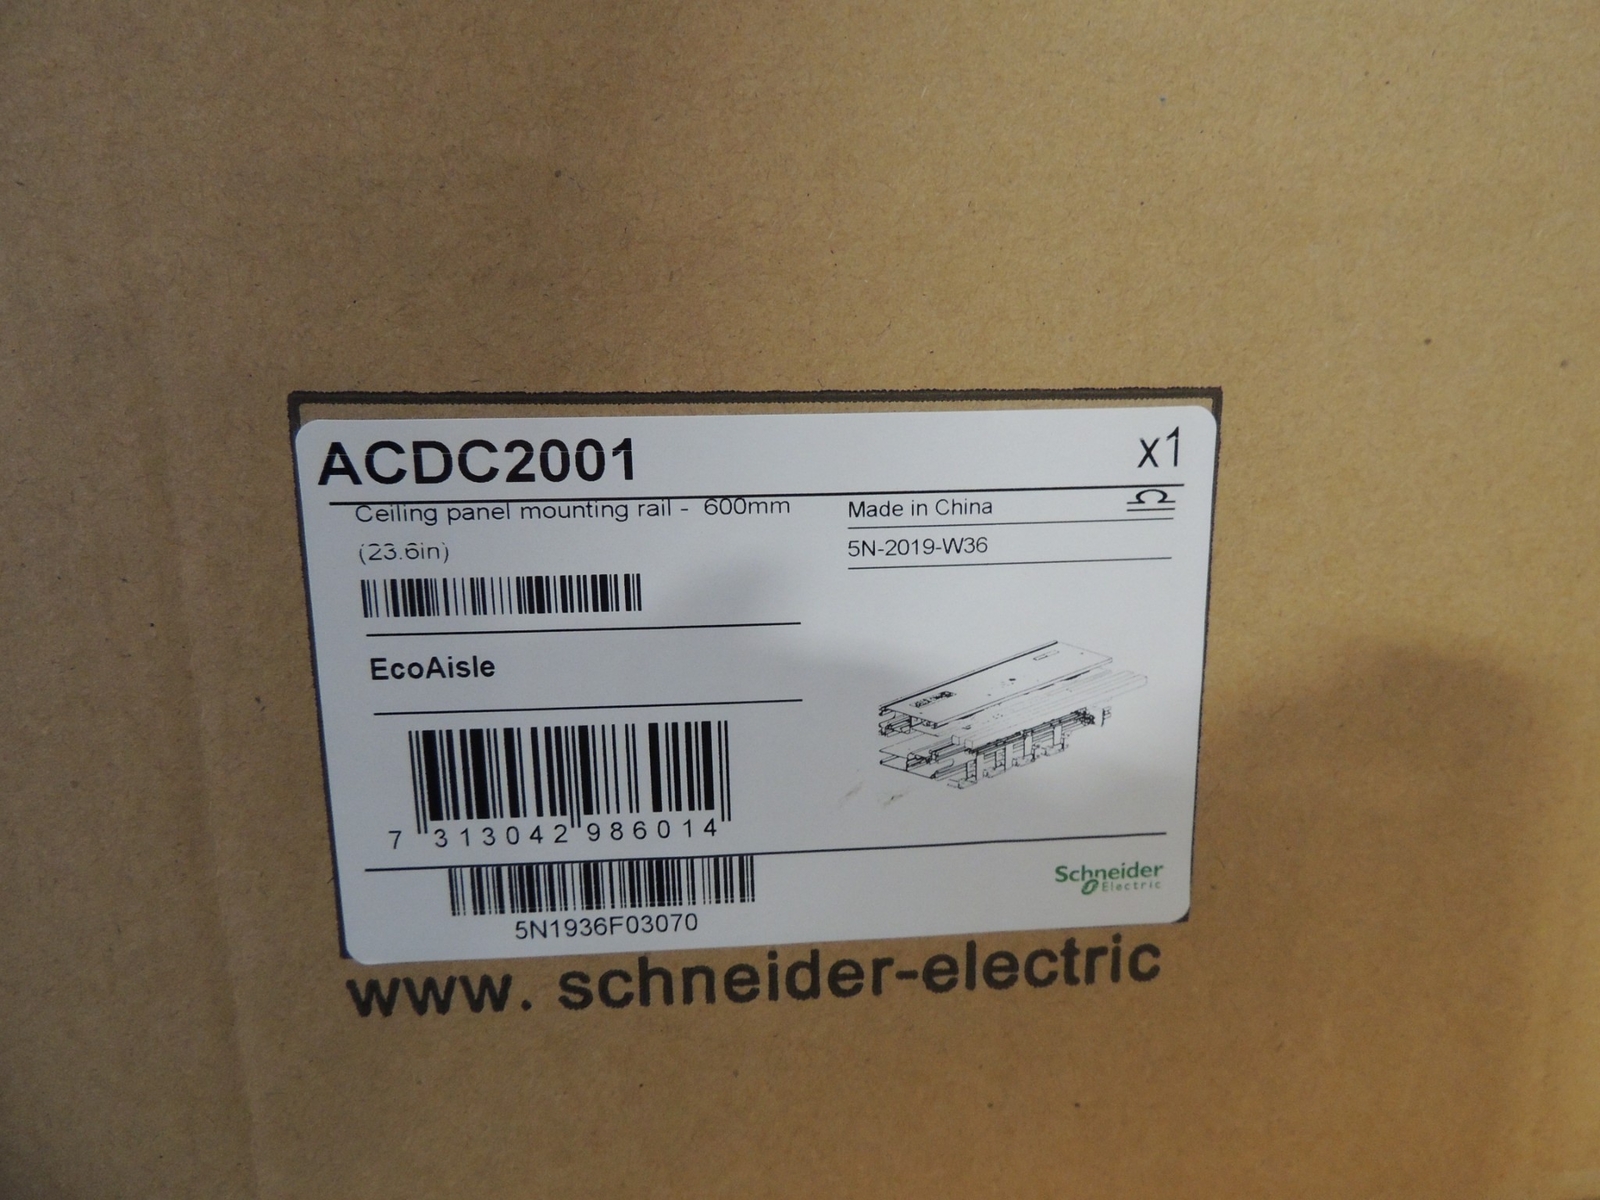 ACDC2001
x1
Ceiling panel mounting rail - 600mm
(23.6in)
Made in China
5N-2019-W36
EcoAisle
7 313042 986014
5N1936F03070
Schneider
Electric
www. schneider-electric